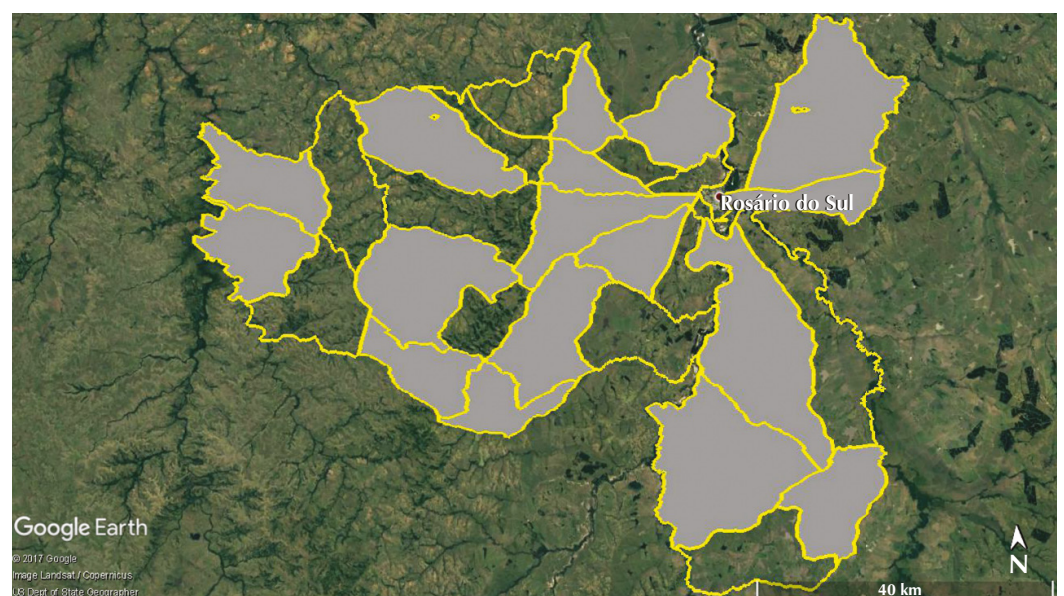 Rosário do Sul
Google Earth
© 2017 Google
Image Landsat / Copernicus
US Dept of State Geographer
N
40 km